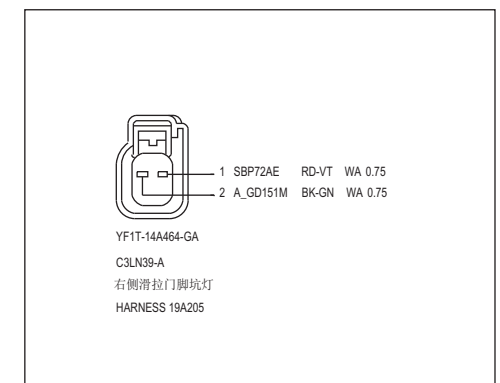 1 SBP72AE RD-VT WA 0.75
2 A_GD151M BK-GN WA 0.75
YF1T-14A464-GA
C3LN39-A
右侧滑拉门脚坑灯
HARNESS 19A205